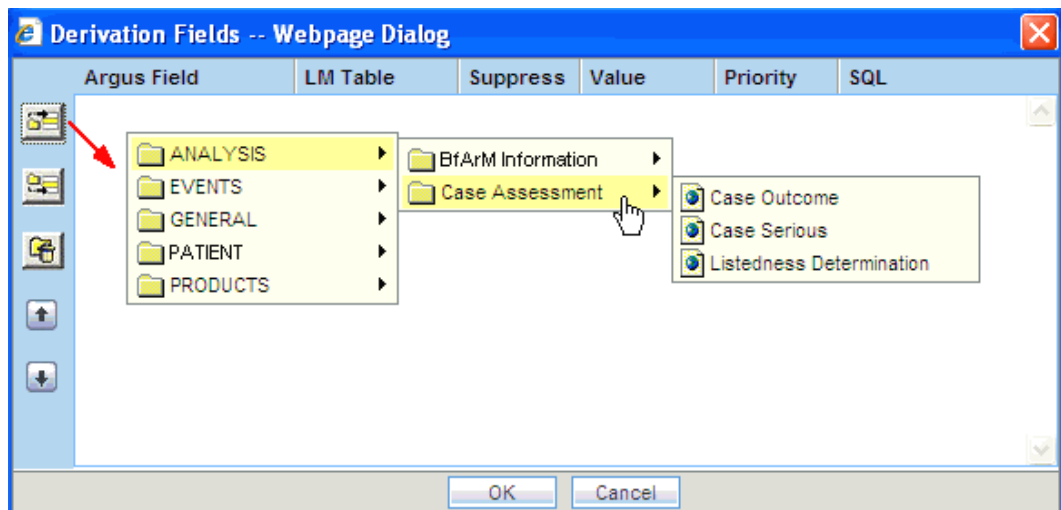 Derivation Fields -- Webpage Dialog
Argus Field LM Table Suppress Value Priority SQL
ANALYSIS
EVENTS
GENERAL
PATIENT
PRODUCTS
BfArM Information
Case Assessment
Case Outcome
Case Serious
Listedness Determination
OK Cancel